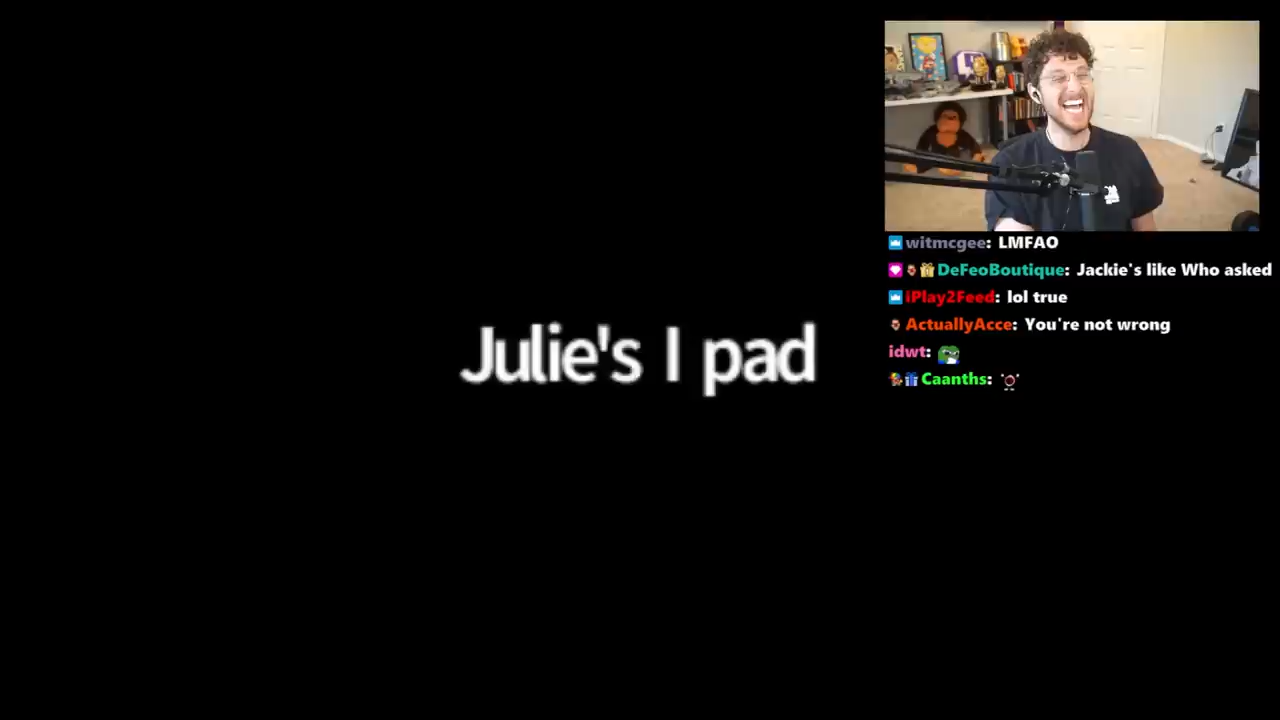 Julie's I pad
witmcgee: LMFAO
DeFeoBoutique: Jackie's like Who asked
iPlay2Feed: lol true
ActuallyAcce: You're not wrong
idwt:
Caanths: